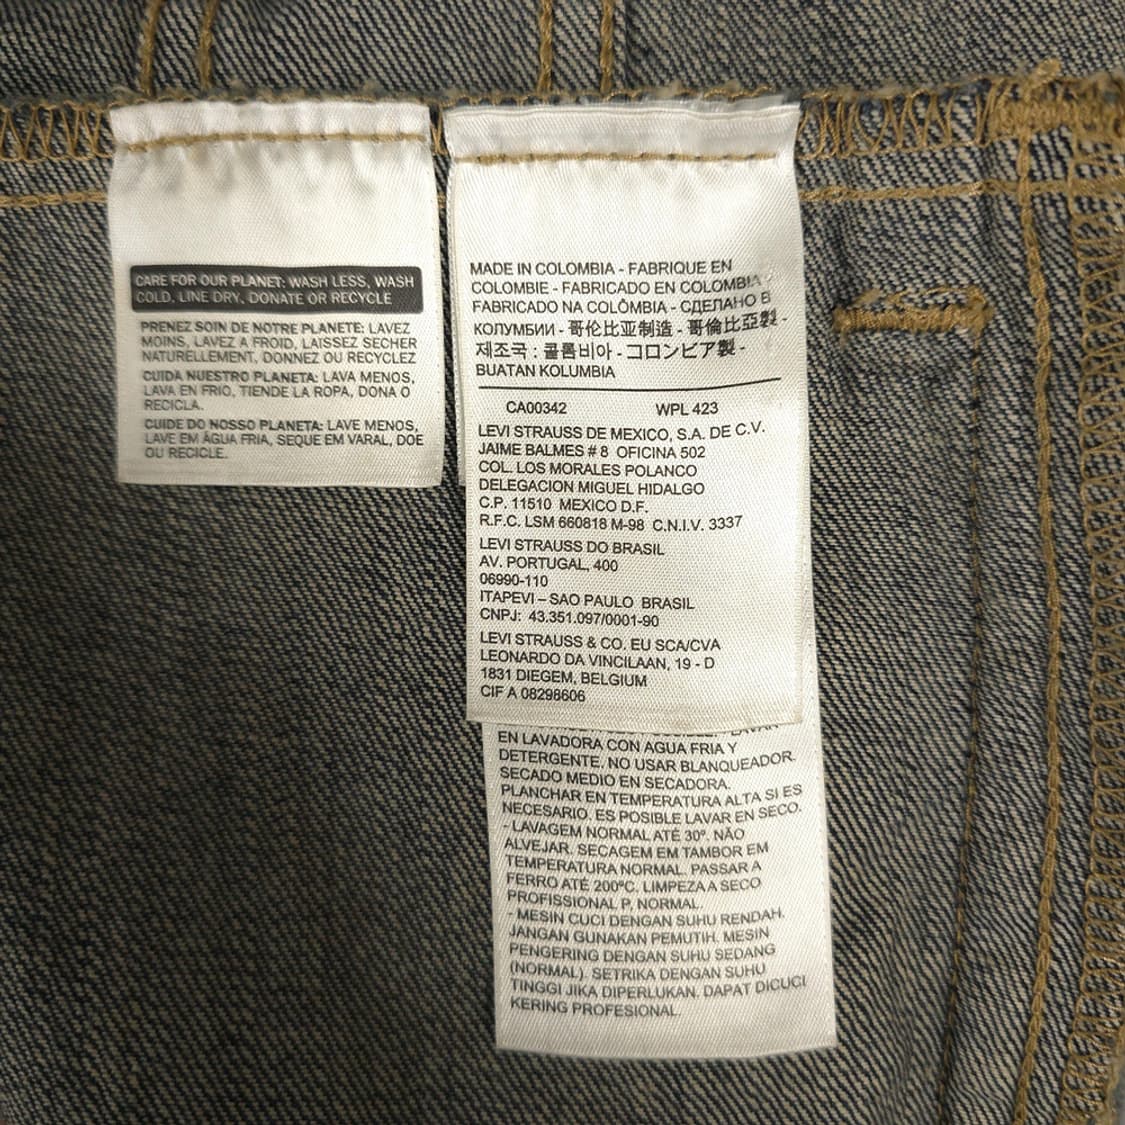 CARE FOR OUR PLANET: WASH LESS, WASH
COLD, LINE DRY, DONATE OR RECYCLE
PRENEZ SOIN DE NOTRE PLANETE: LAVEZ
MOINS, LAVEZ A FROID, LAISSEZ SECHER
NATURELLEMENT, DONNEZ OU RECYCLEZ
CUIDA NUESTRO PLANETA: LAVA MENOS,
LAVA EN FRIO, TIENDE LA ROPA, DONA O
RECICLA.
CUIDE DO NOSSO PLANETA: LAVE MENOS,
LAVE EM ÁGUA FRIA, SEQUE EM VARAL, DOE
OU RECICLE.
MADE IN COLOMBIA - FABRIQUE EN
COLOMBIE - FABRICADO EN COLOMBIA -
FABRICADO NA COLÔMBIA - СДЕЛАНО В
КОЛУМБИИ - 哥伦比亚制造 - 哥倫比亞製 -
제조국 : 콜롬비아 - コロンビア製 -
BUATAN KOLUMBIA
CA00342 WPL 423
LEVI STRAUSS DE MEXICO, S.A. DE C.V.
JAIME BALMES # 8 OFICINA 502
COL. LOS MORALES POLANCO
DELEGACION MIGUEL HIDALGO
C.P. 11510 MEXICO D.F.
R.F.C. LSM 660818 M-98 C.N.I.V. 3337
LEVI STRAUSS DO BRASIL
AV. PORTUGAL, 400
06990-110
ITAPEVI – SAO PAULO BRASIL
CNPJ: 43.351.097/0001-90
LEVI STRAUSS & CO. EU SCA/CVA
LEONARDO DA VINCILAAN, 19 - D
1831 DIEGEM, BELGIUM
CIF A 08298606
EN LAVADORA CON AGUA FRIA Y
DETERGENTE. NO USAR BLANQUEADOR.
SECADO MEDIO EN SECADORA.
PLANCHAR EN TEMPERATURA ALTA SI ES
NECESARIO. ES POSIBLE LAVAR EN SECO.
- LAVAGEM NORMAL ATÉ 30º. NÃO
ALVEJAR. SECAGEM EM TAMBOR EM
TEMPERATURA NORMAL. PASSAR A
FERRO ATÉ 200ºC. LIMPEZA A SECO
PROFISSIONAL P, NORMAL.
- MESIN CUCI DENGAN SUHU RENDAH.
JANGAN GUNAKAN PEMUTIH. MESIN
PENGERING DENGAN SUHU SEDANG
(NORMAL). SETRIKA DENGAN SUHU
TINGGI JIKA DIPERLUKAN. DAPAT DICUCI
KERING PROFESIONAL.